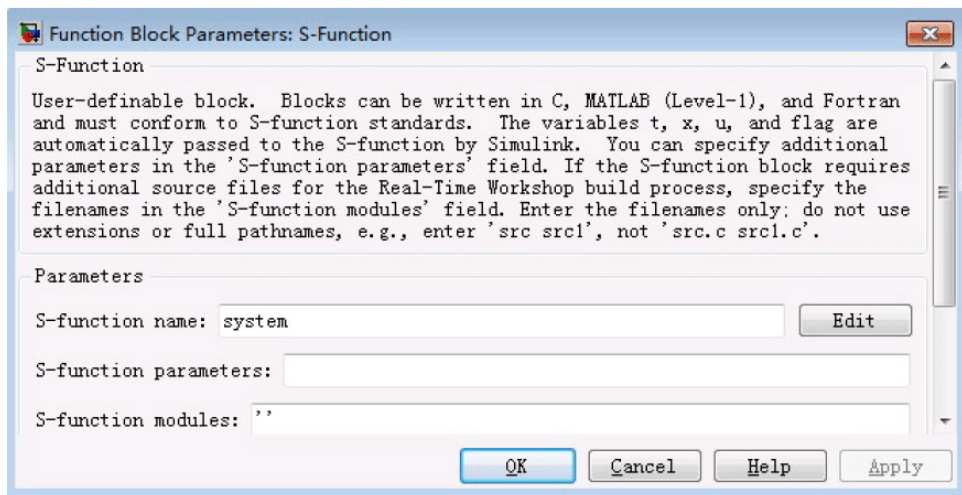 Function Block Parameters: S-Function
S-Function
User-definable block.  Blocks can be written in C, MATLAB (Level-1), and Fortran
and must conform to S-function standards.  The variables t, x, u, and flag are
automatically passed to the S-function by Simulink.  You can specify additional
parameters in the 'S-function parameters' field. If the S-function block requires
additional source files for the Real-Time Workshop build process, specify the
filenames in the 'S-function modules' field. Enter the filenames only; do not use
extensions or full pathnames, e.g., enter 'src src1', not 'src.c src1.c'.
Parameters
S-function name: system Edit
S-function parameters:
S-function modules: ''
OK Cancel Help Apply